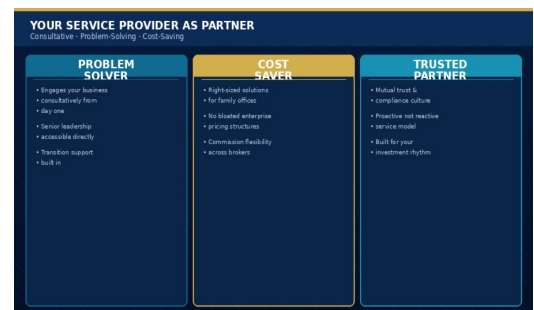 YOUR SERVICE PROVIDER AS PARTNER
Consultative - Problem-Solving - Cost-Saving
PROBLEM
SOLVER
• Engages your business
• consultatively from
• day one
• Senior leadership
• accessible directly
• Transition support
• built in
COST
SAVER
• Right-sized solutions
• for family offices
• No bloated enterprise
• pricing structures
• Commission flexibility
• across brokers
TRUSTED
PARTNER
• Mutual trust &
• compliance culture
• Proactive not reactive
• service model
• Built for your
• investment rhythm